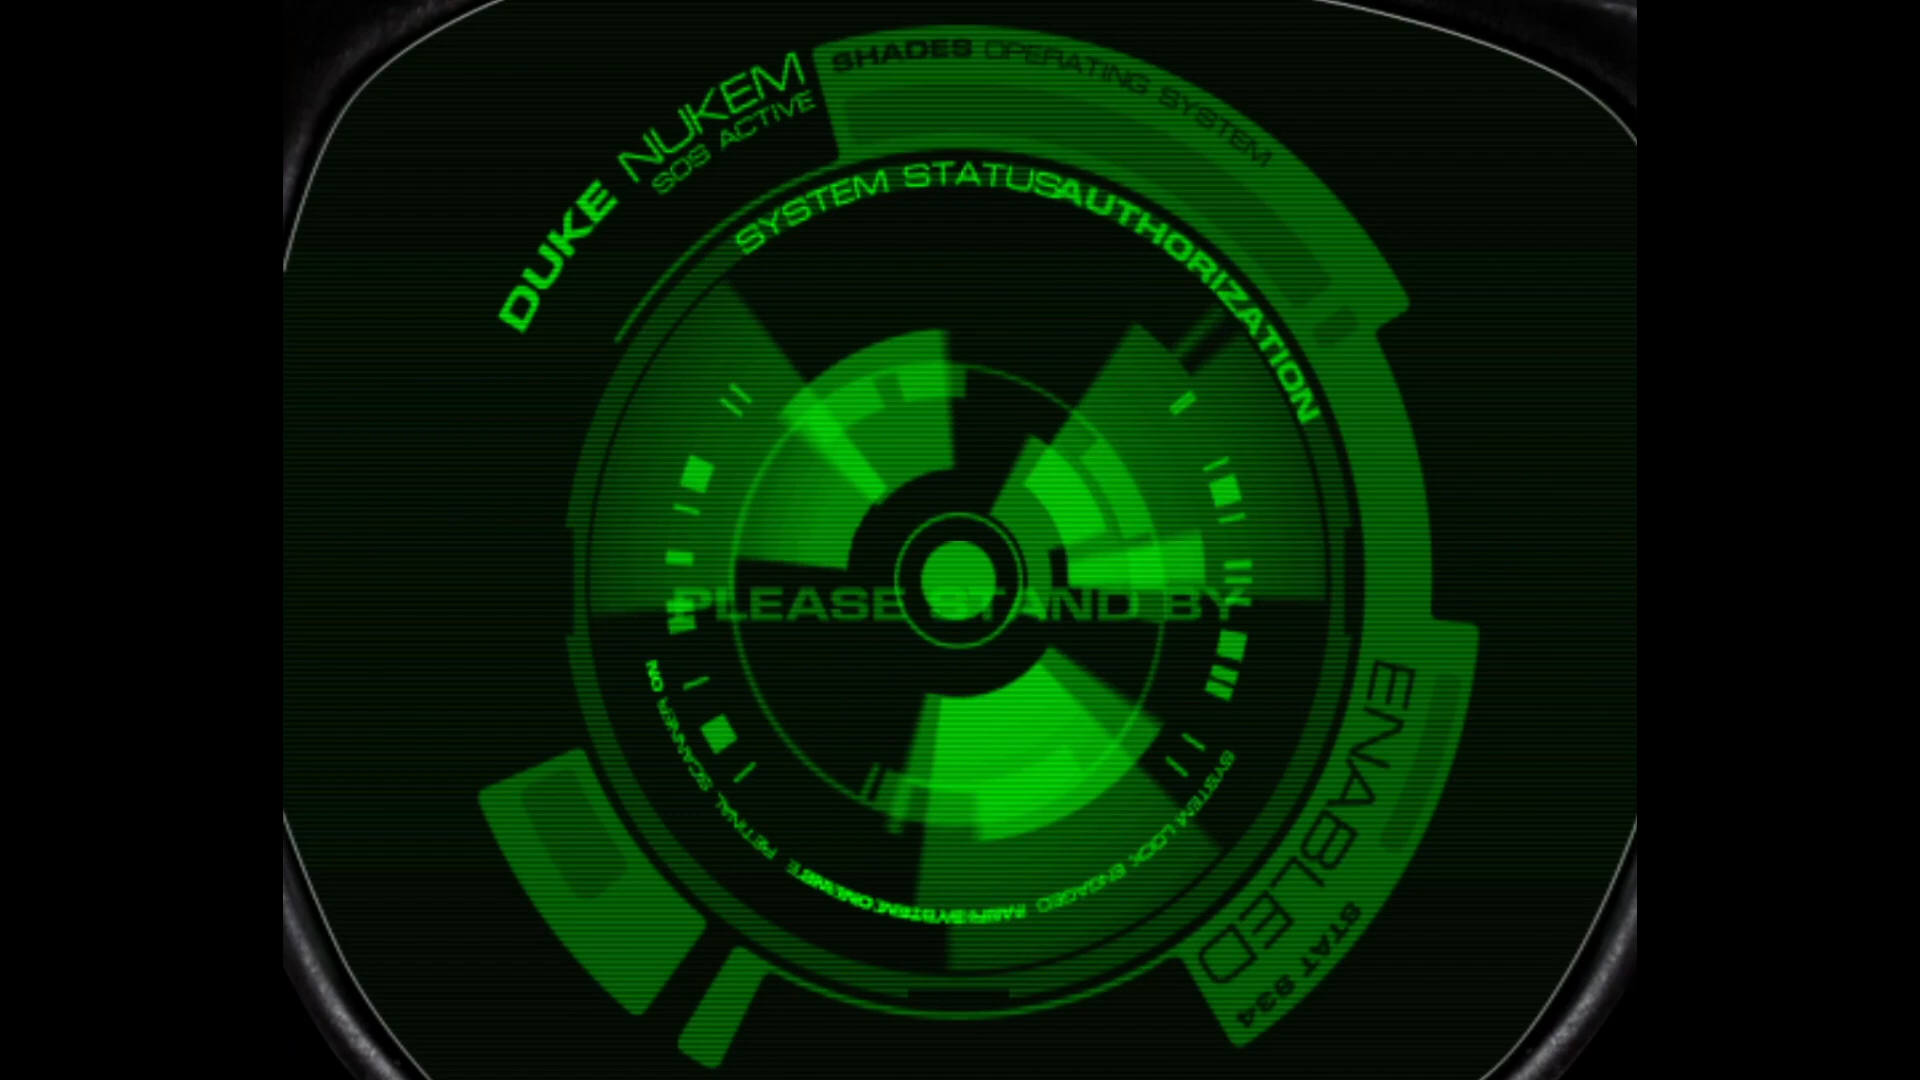 DUKE NUKEM
SOS ACTIVE
SHADES OPERATING SYSTEM
SYSTEM STATUS
AUTHORIZATION
PLEASE STAND BY
ENABLED
STAT 934
RETINAL SCANNER ON
SYSTEM LOCK ENGAGED